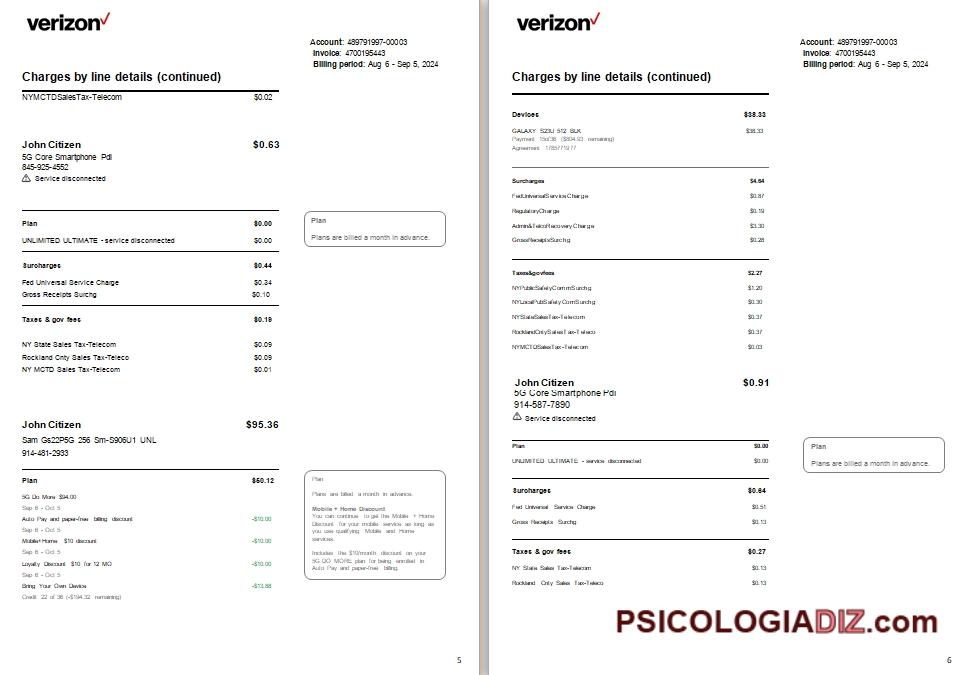 verizon
Account: 489791997-00003
Invoice: 4700195443
Billing period: Aug 6 - Sep 5, 2024
Charges by line details (continued)
NYMCTDSalesTax-Telecom $0.02
John Citizen $0.63
5G Core Smartphone Pdi
845-925-4552
Service disconnected
Plan $0.00
UNLIMITED ULTIMATE - service disconnected $0.00
Plan
Plans are billed a month in advance.
Suroharges $0.44
Fed Universal Service Charge $0.34
Gross Receipts Surchg $0.10
Taxes & gov fees $0.19
NY State Sales Tax-Telecom $0.09
Rockland Cnty Sales Tax-Teleco $0.09
NY MCTD Sales Tax-Telecom $0.01
John Citizen $95.36
Sam Gs22P5G 256 Sm-S906U1 UNL
914-481-2933
Plan $50.12
5G Do More $94.00
Sep 6 - Oct 5
Auto Pay and paper-free billing discount -$10.00
Sep 6 - Oct 5
Mobile+Home $10 discount -$10.00
Sep 6 - Oct 5
Loyalty Discount $10 for 12 MO -$10.00
Sep 6 - Oct 5
Bring Your Own Device -$13.88
Credit 22 of 36 (-$194.32 remaining)
Plan
Plans are billed a month in advance.
Mobile + Home Discount
You can continue to get the Mobile + Home
Discount for your mobile service as long as
you use qualifying Mobile and Home
services.
Includes the $10/month discount on your
5G DO MORE plan for being enrolled in
Auto Pay and paper-free billing.
5
verizon
Account: 489791997-00003
Invoice: 4700195443
Billing period: Aug 6 - Sep 5, 2024
Charges by line details (continued)
Devices $38.33
GALAXY S23U 512 BLK $38.33
Payment 15of36 ($804.93 remaining)
Agreement 1785771977
Surcharges $4.64
FedUniversalServiceCharge $0.87
RegulatoryCharge $0.19
Admin&TelcoRecoveryCharge $3.30
GrossReceiptsSurchg $0.28
Taxes&govfees $2.27
NYPublicSafetyCommSurchg $1.20
NYLocalPubSafetyCommSurchg $0.30
NYStateSalesTax-Telecom $0.37
RocklandCntySalesTax-Teleco $0.37
NYMCTDSalesTax-Telecom $0.03
John Citizen $0.91
5G Core Smartphone Pdi
914-587-7890
Service disconnected
Plan $0.00
UNLIMITED ULTIMATE - service disconnected $0.00
Plan
Plans are billed a month in advance.
Suroharges $0.64
Fed Universal Service Charge $0.51
Gross Receipts Surchg $0.13
Taxes & gov fees $0.27
NY State Sales Tax-Telecom $0.13
Rockland Cnty Sales Tax-Teleco $0.13
PSICOLOGIADIZ.com
6